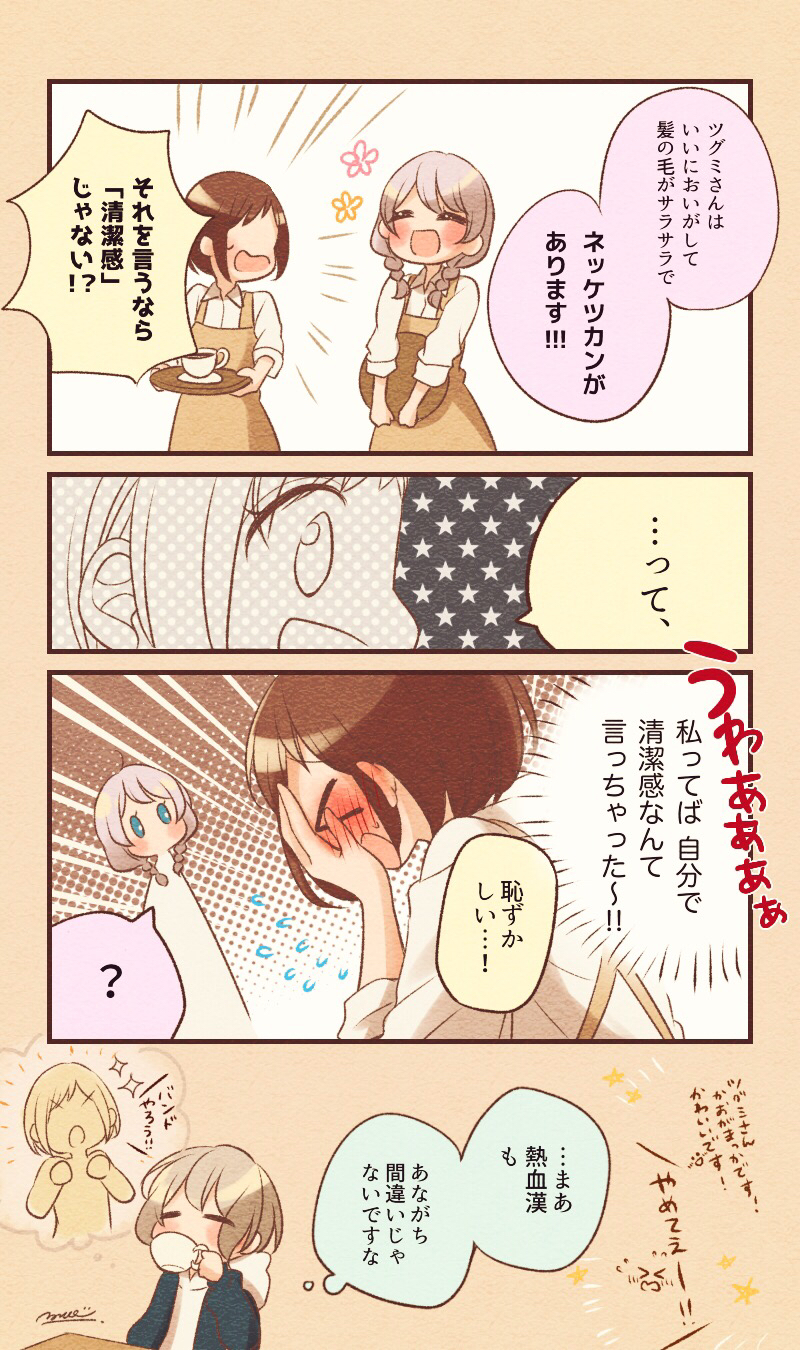 ツグミさんは
いいにおいがして
髪の毛がサラサラで
ネッケツカンが
あります!!!
それを言うなら
「清潔感」
じゃない!?
…って、
うわぁぁぁぁぁ
私ってば 自分で
清潔感なんて
言っちゃった〜!!
恥ずか
しい…!
?
ツグミさん
かおがまっかです!
かわいいです!
やめてぇー!!
…まあ
熱血漢
も
あながち
間違いじゃ
ないですな
バンド
やろう!!